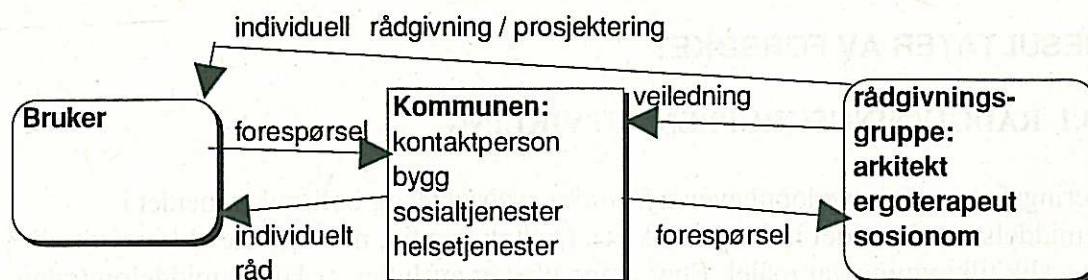 individuell rådgivning / prosjektering
Bruker
forespørsel
individuelt
råd
Kommunen:
kontaktperson
bygg
sosialtjenester
helsetjenester
veiledning
forespørsel
rådgivnings-
gruppe:
arkitekt
ergoterapeut
sosionom